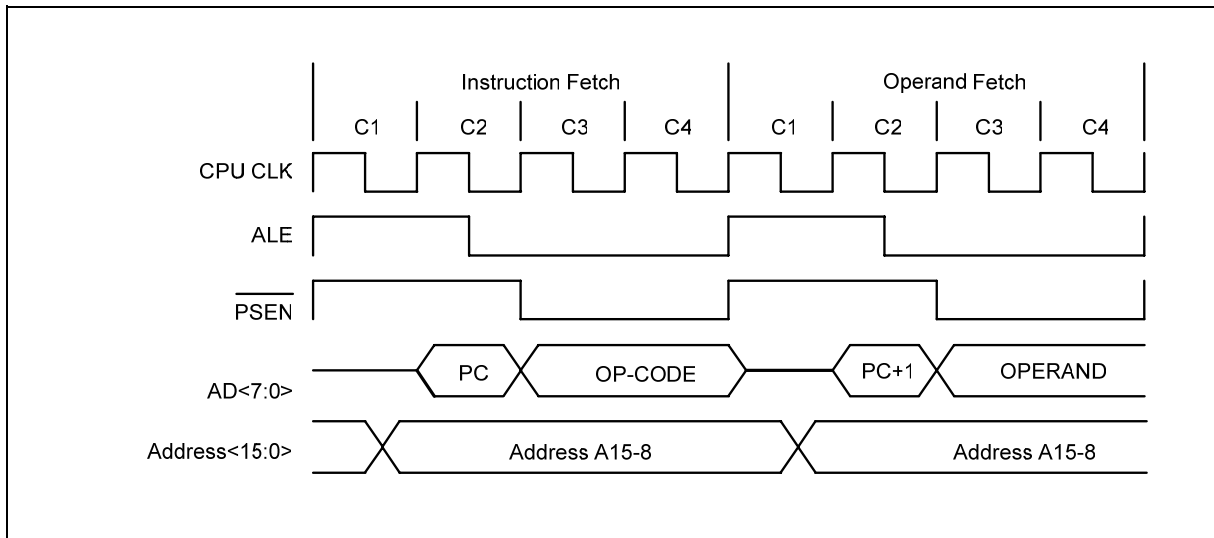 Instruction Fetch Operand Fetch
C1 C2 C3 C4 C1 C2 C3 C4
CPU CLK
ALE
PSEN
PC OP-CODE PC+1 OPERAND
AD<7:0>
Address<15:0> Address A15-8 Address A15-8